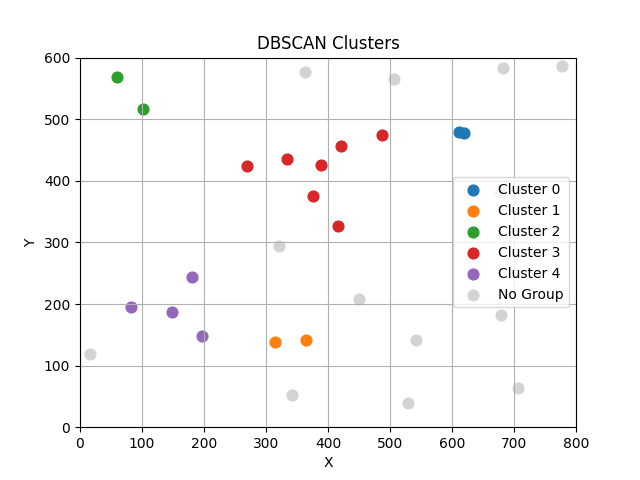 DBSCAN Clusters
600
500
400
300
200
100
0
Y
Cluster 0
Cluster 1
Cluster 2
Cluster 3
Cluster 4
No Group
0 100 200 300 400 500 600 700 800
X